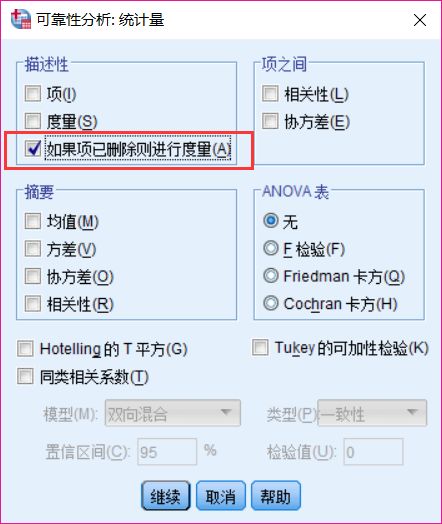 可靠性分析: 统计量
描述性
项(I)
度量(S)
如果项已删除则进行度量(A)
项之间
相关性(L)
协方差(E)
摘要
均值(M)
方差(V)
协方差(O)
相关性(R)
ANOVA 表
无
F 检验(F)
Friedman 卡方(Q)
Cochran 卡方(H)
Hotelling 的 T 平方(G)
Tukey 的可加性检验(K)
同类相关系数(T)
模型(M): 双向混合
类型(P): 一致性
置信区间(C): 95 %
检验值(U): 0
继续 取消 帮助